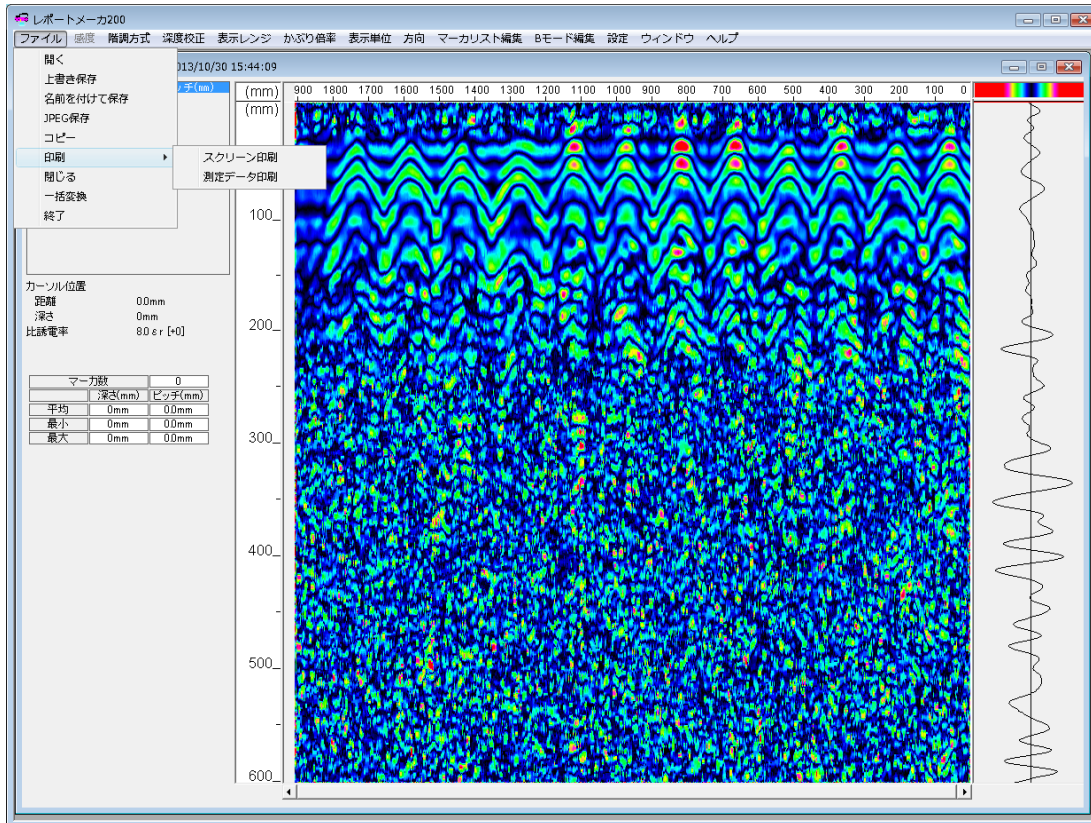 レポートメーカ200
ファイル 感度 階調方式 深度校正 表示レンジ かぶり倍率 表示単位 方向 マーカリスト編集 Bモード編集 設定 ウィンドウ ヘルプ
開く
上書き保存
名前を付けて保存
JPEG保存
コピー
印刷
閉じる
一括変換
終了
スクリーン印刷
測定データ印刷
013/10/30 15:44:09
ッチ(mm)
(mm) 900 1800 1700 1600 1500 1400 1300 1200 1100 1000 900 800 700 600 500 400 300 200 100 0
(mm)
100
200
300
400
500
600
カーソル位置
距離 0.0mm
深さ 0mm
比誘電率 8.0 εr [+0]
マーカ数 0
深さ(mm) ピッチ(mm)
平均 0mm 0.0mm
最小 0mm 0.0mm
最大 0mm 0.0mm